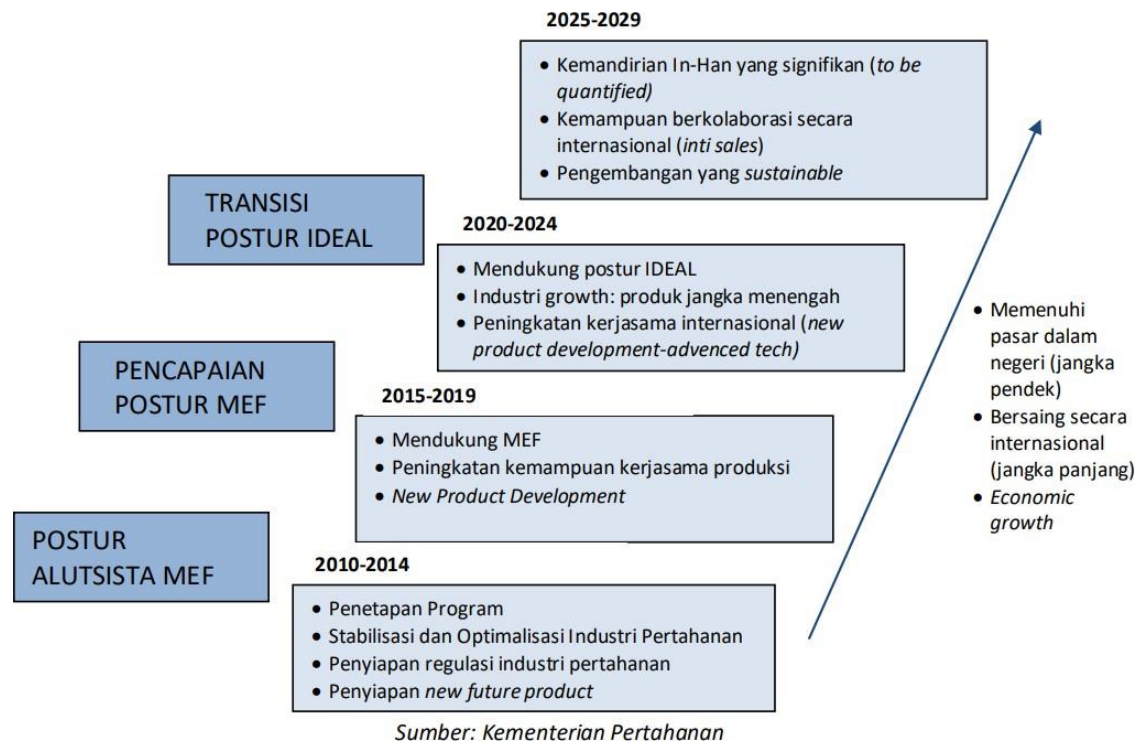 2025-2029
• Kemandirian In-Han yang signifikan (to be
quantified)
• Kemampuan berkolaborasi secara
internasional (inti sales)
• Pengembangan yang sustainable
TRANSISI
POSTUR IDEAL
2020-2024
• Mendukung postur IDEAL
• Industri growth: produk jangka menengah
• Peningkatan kerjasama internasional (new
product development-advenced tech)
PENCAPAIAN
POSTUR MEF
2015-2019
• Mendukung MEF
• Peningkatan kemampuan kerjasama produksi
• New Product Development
POSTUR
ALUTSISTA MEF
2010-2014
• Penetapan Program
• Stabilisasi dan Optimalisasi Industri Pertahanan
• Penyiapan regulasi industri pertahanan
• Penyiapan new future product
• Memenuhi
pasar dalam
negeri (jangka
pendek)
• Bersaing secara
internasional
(jangka panjang)
• Economic
growth
Sumber: Kementerian Pertahanan